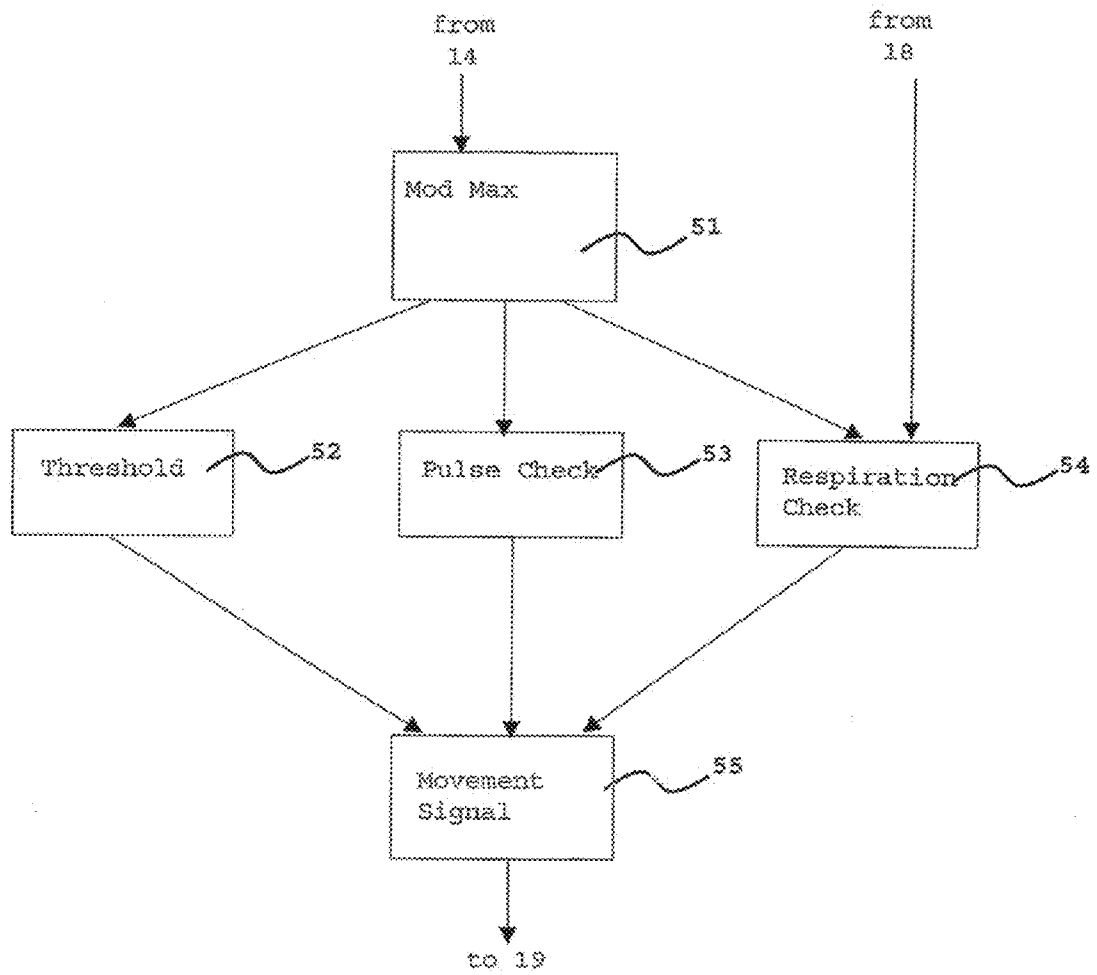 from
14
from
18
Mod Max
51
Threshold
52
Pulse Check
53
Respiration
Check
54
Movement
Signal
55
to 19